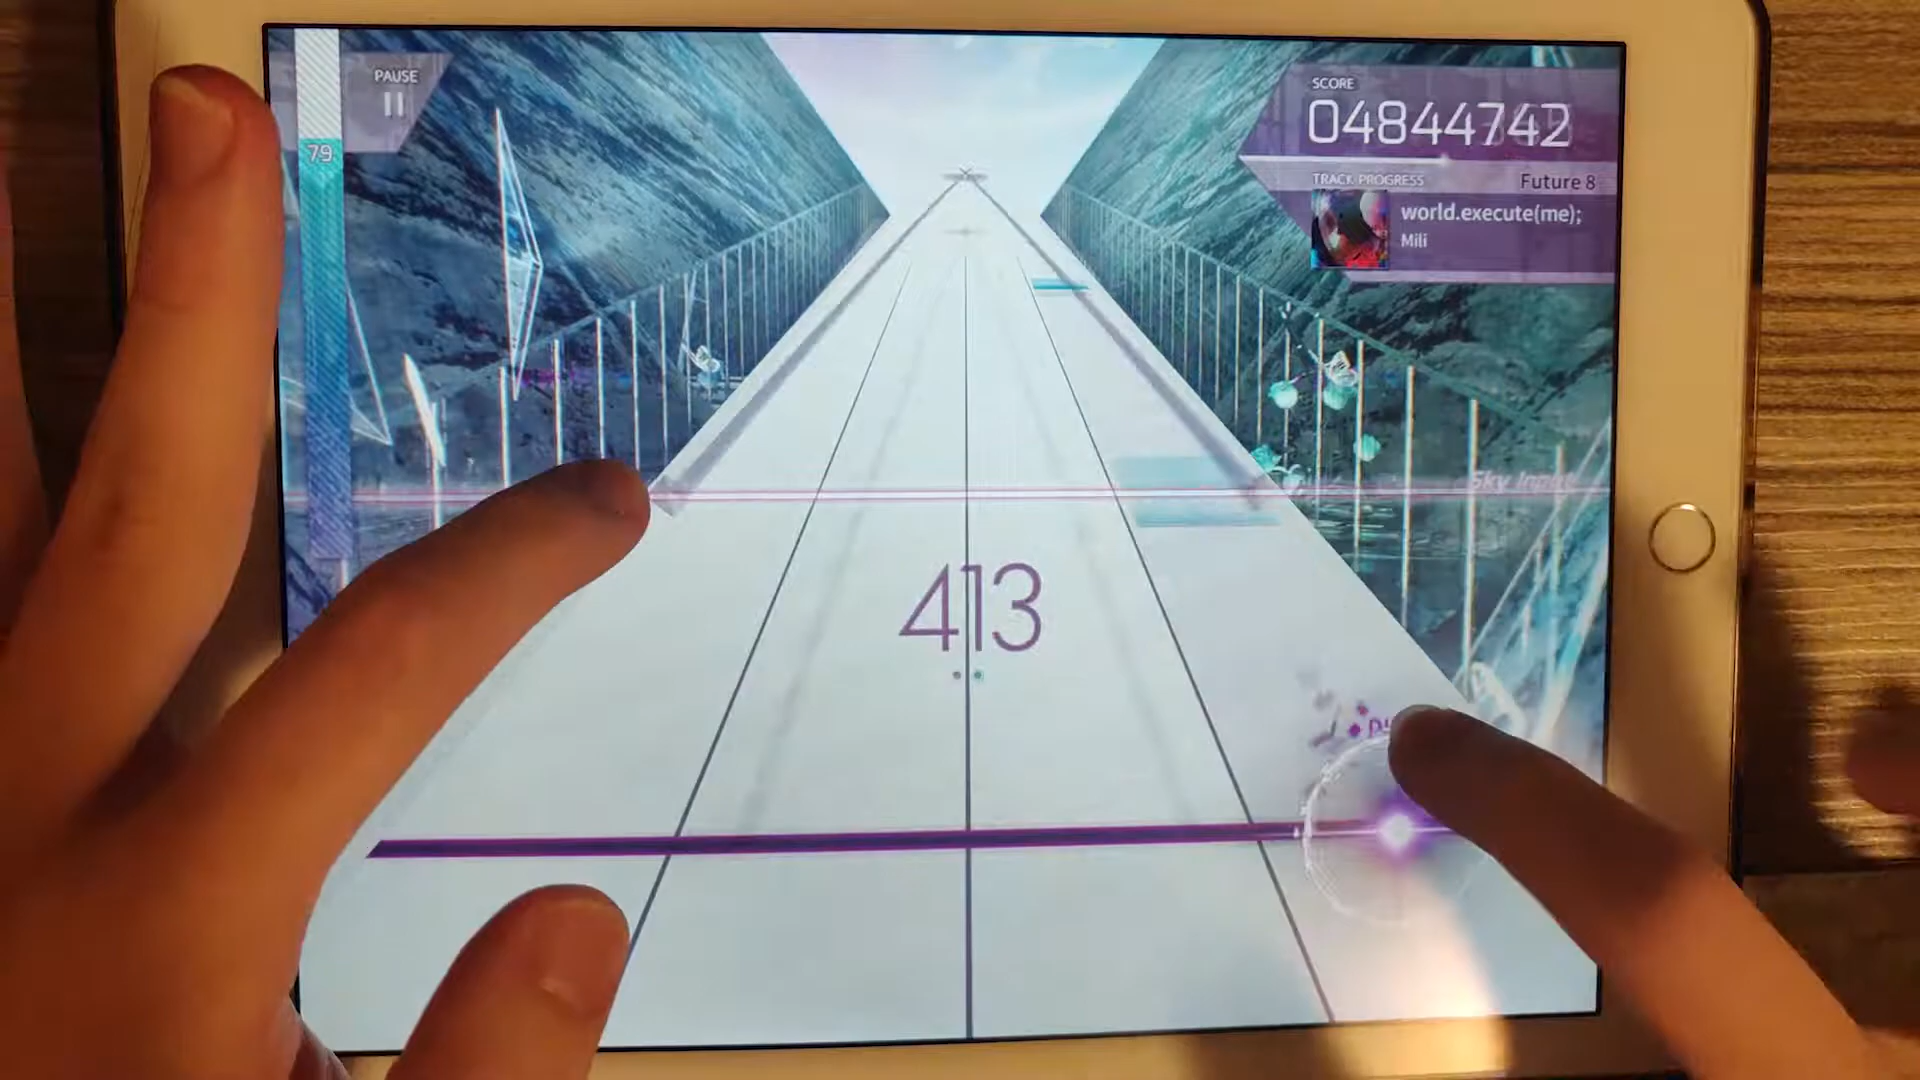 PAUSE
79
SCORE
04844742
TRACK PROGRESS
Future 8
world.execute(me);
Mili
Sky Input
413